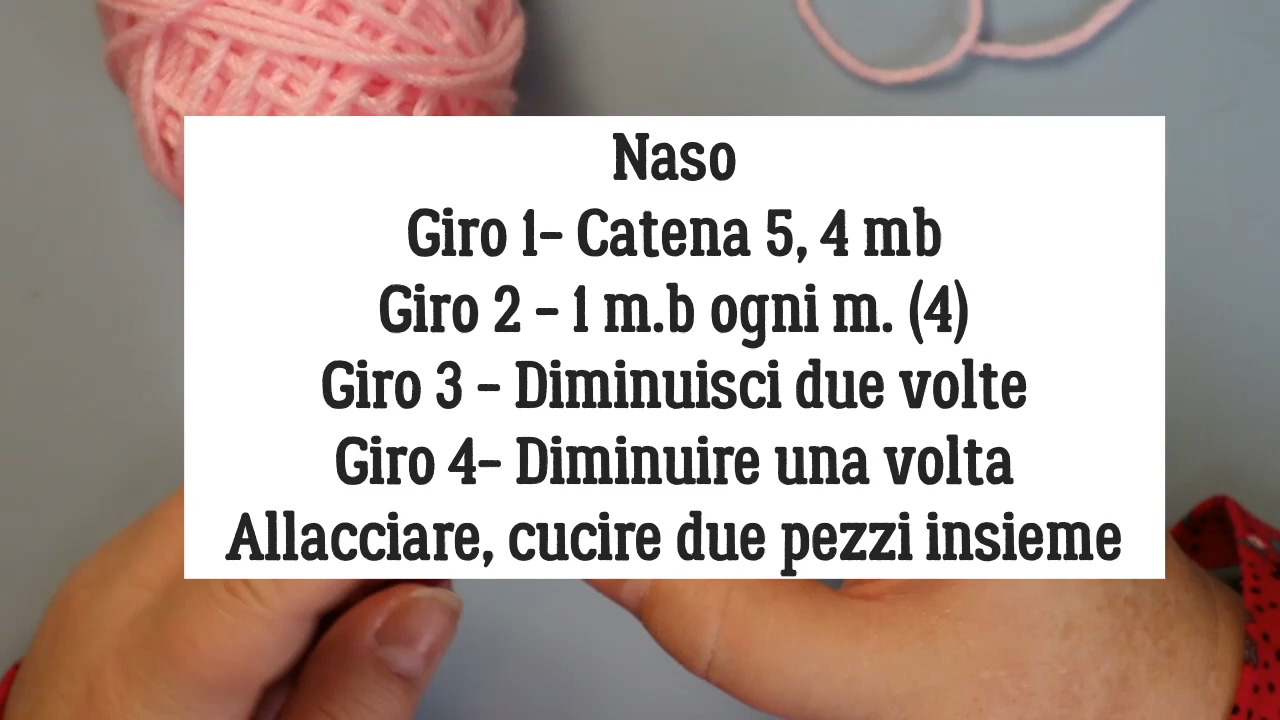 Naso
Giro 1- Catena 5, 4 mb
Giro 2 - 1 m.b ogni m. (4)
Giro 3 - Diminuisci due volte
Giro 4- Diminuire una volta
Allacciare, cucire due pezzi insieme